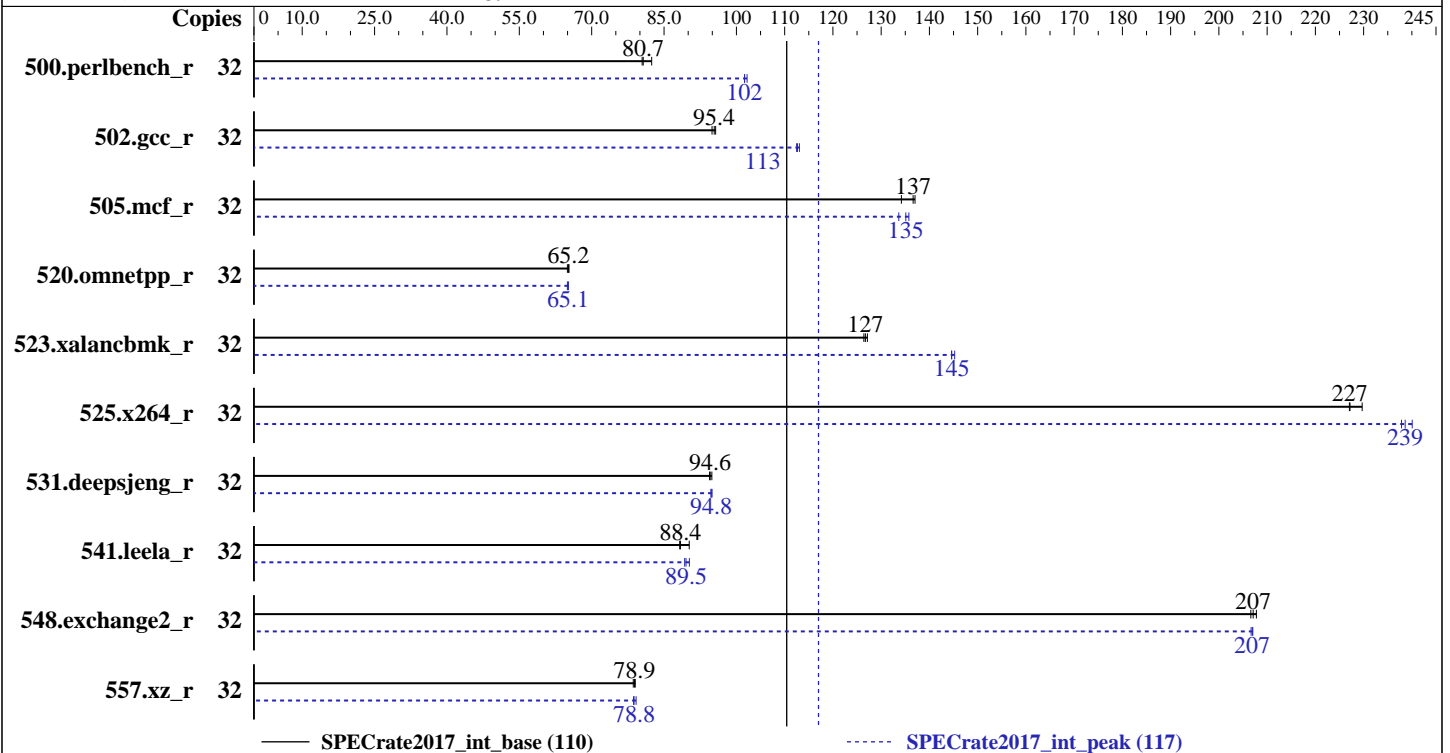 Copies 0 10.0 25.0 40.0 55.0 70.0 85.0 100 110 120 130 140 150 160 170 180 190 200 210 220 230 245
500.perlbench_r 32 80.7
102
502.gcc_r 32 95.4
113
505.mcf_r 32 137
135
520.omnetpp_r 32 65.2
65.1
523.xalancbmk_r 32 127
145
525.x264_r 32 227
239
531.deepsjeng_r 32 94.6
94.8
541.leela_r 32 88.4
89.5
548.exchange2_r 32 207
207
557.xz_r 32 78.9
78.8
SPECrate2017_int_base (110) SPECrate2017_int_peak (117)